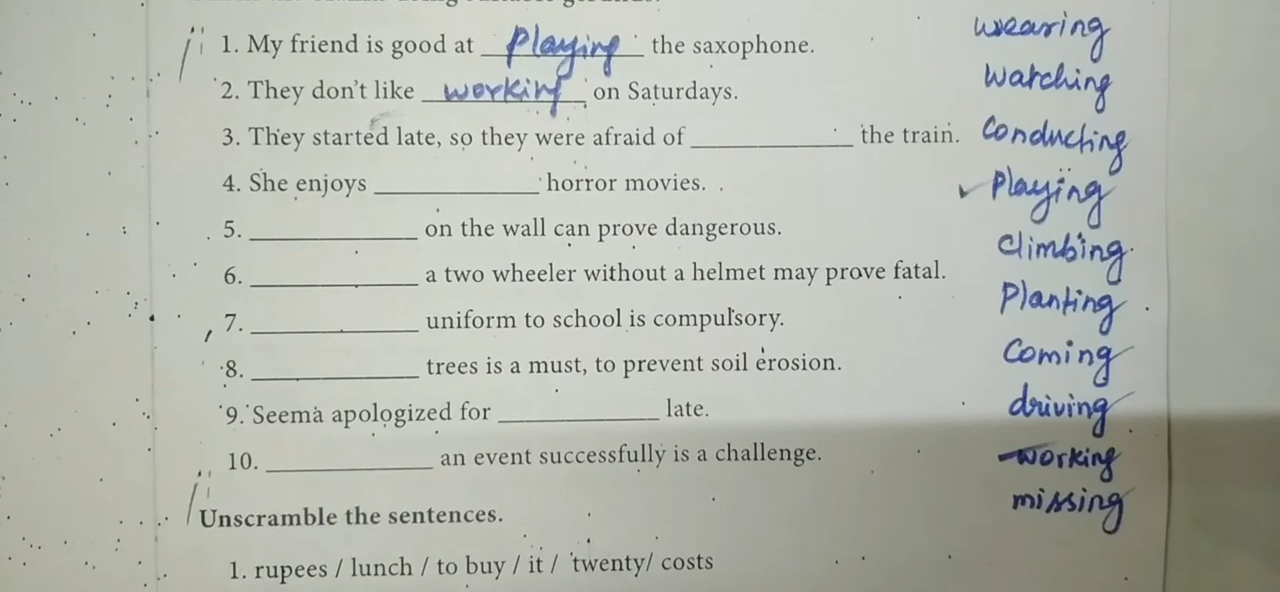 1. My friend is good at playing the saxophone.
2. They don't like working on Saturdays.
3. They started late, so they were afraid of ____________ the train.
4. She enjoys ____________ horror movies.
5. ____________ on the wall can prove dangerous.
6. ____________ a two wheeler without a helmet may prove fatal.
7. ____________ uniform to school is compulsory.
8. ____________ trees is a must, to prevent soil erosion.
9. Seema apologized for ____________ late.
10. ____________ an event successfully is a challenge.
Unscramble the sentences.
1. rupees / lunch / to buy / it / twenty/ costs
wearing
watching
conducting
playing
climbing
planting
coming
driving
working
missing